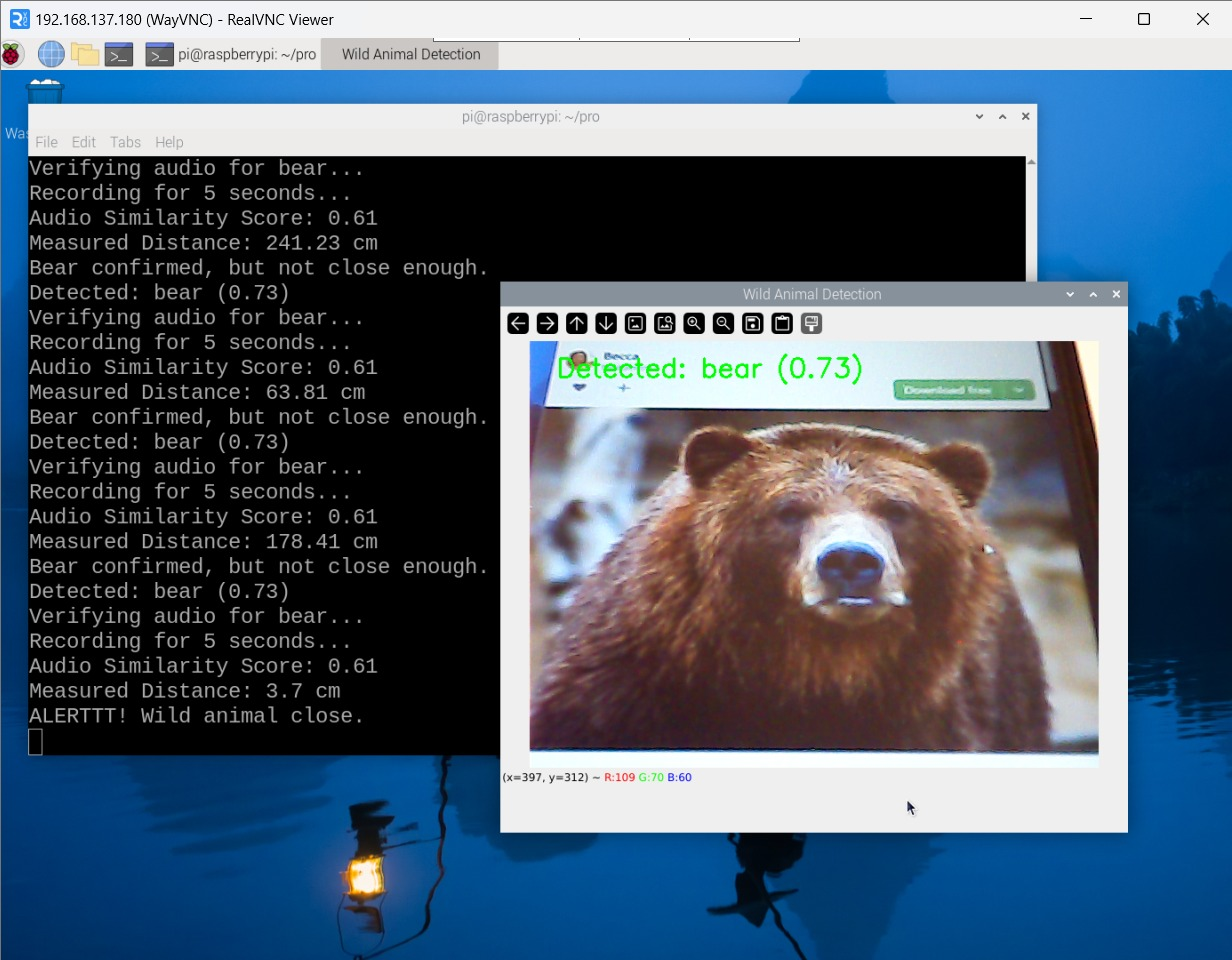 192.168.137.180 (WayVNC) - RealVNC Viewer
pi@raspberrypi: ~/pro
Wild Animal Detection
Was
pi@raspberrypi: ~/pro
File Edit Tabs Help
Verifying audio for bear...
Recording for 5 seconds...
Audio Similarity Score: 0.61
Measured Distance: 241.23 cm
Bear confirmed, but not close enough.
Detected: bear (0.73)
Verifying audio for bear...
Recording for 5 seconds...
Audio Similarity Score: 0.61
Measured Distance: 63.81 cm
Bear confirmed, but not close enough.
Detected: bear (0.73)
Verifying audio for bear...
Recording for 5 seconds...
Audio Similarity Score: 0.61
Measured Distance: 178.41 cm
Bear confirmed, but not close enough.
Detected: bear (0.73)
Verifying audio for bear...
Recording for 5 seconds...
Audio Similarity Score: 0.61
Measured Distance: 3.7 cm
ALERTTT! Wild animal close.
Wild Animal Detection
Becca
Detected: bear (0.73)
Download free
(x=397, y=312) ~ R:109 G:70 B:60